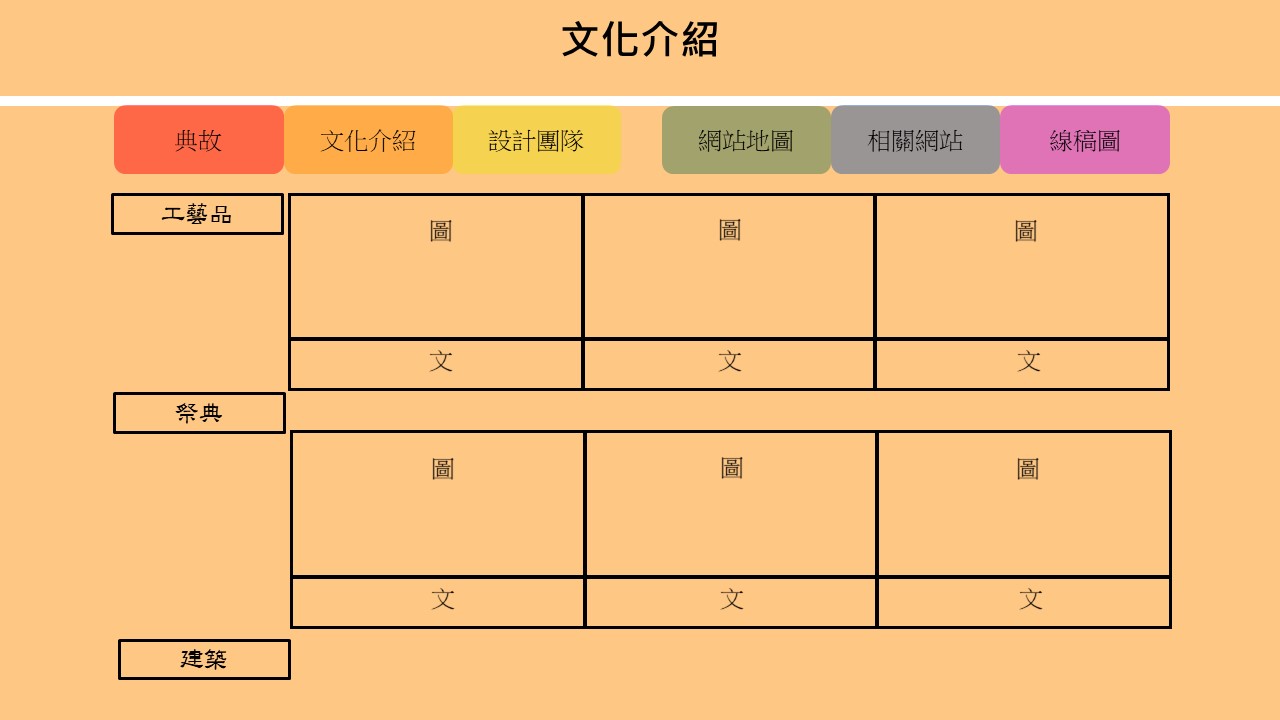 文化介紹
典故 文化介紹 設計團隊 網站地圖 相關網站 線稿圖
工藝品
圖 圖 圖
文 文 文
祭典
圖 圖 圖
文 文 文
建築